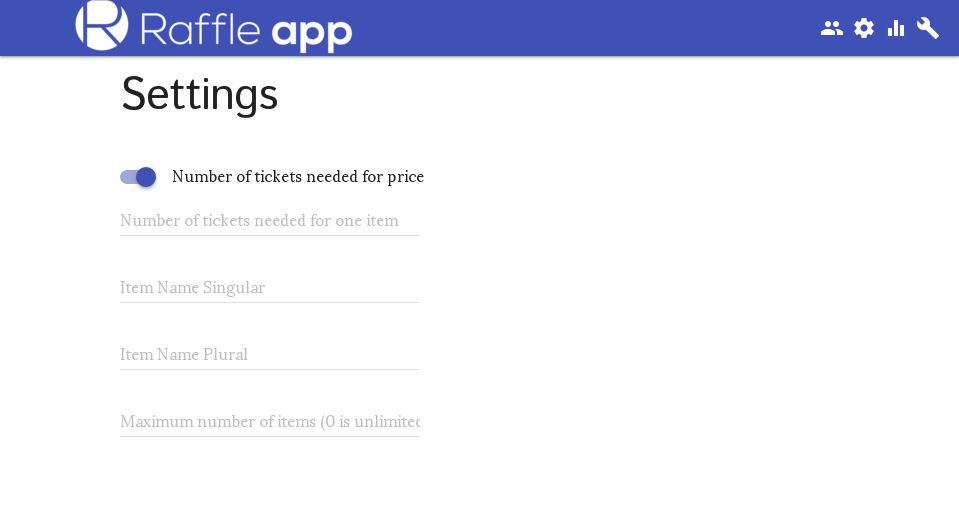 Raffle app
Settings
Number of tickets needed for price
Number of tickets needed for one item
Item Name Singular
Item Name Plural
Maximum number of items (0 is unlimited